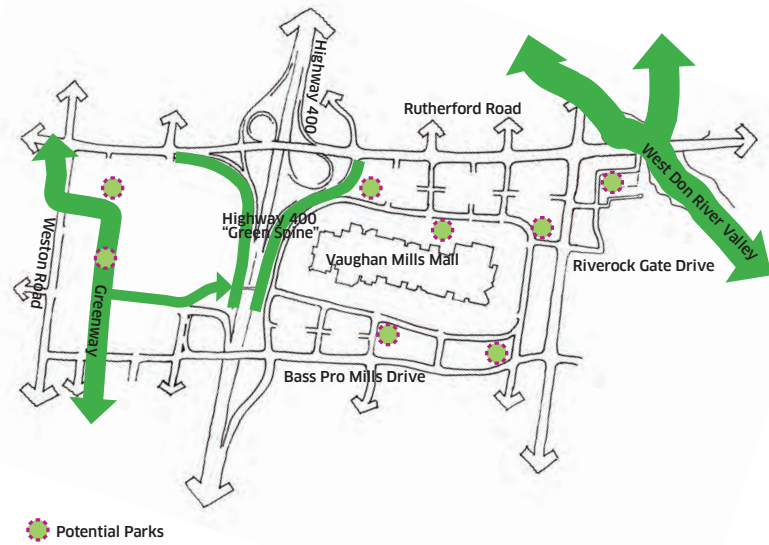 Highway 400
Rutherford Road
West Don River Valley
Highway 400
“Green Spine”
Weston Road
Vaughan Mills Mall
Riverock Gate Drive
Greenway
Bass Pro Mills Drive
Potential Parks